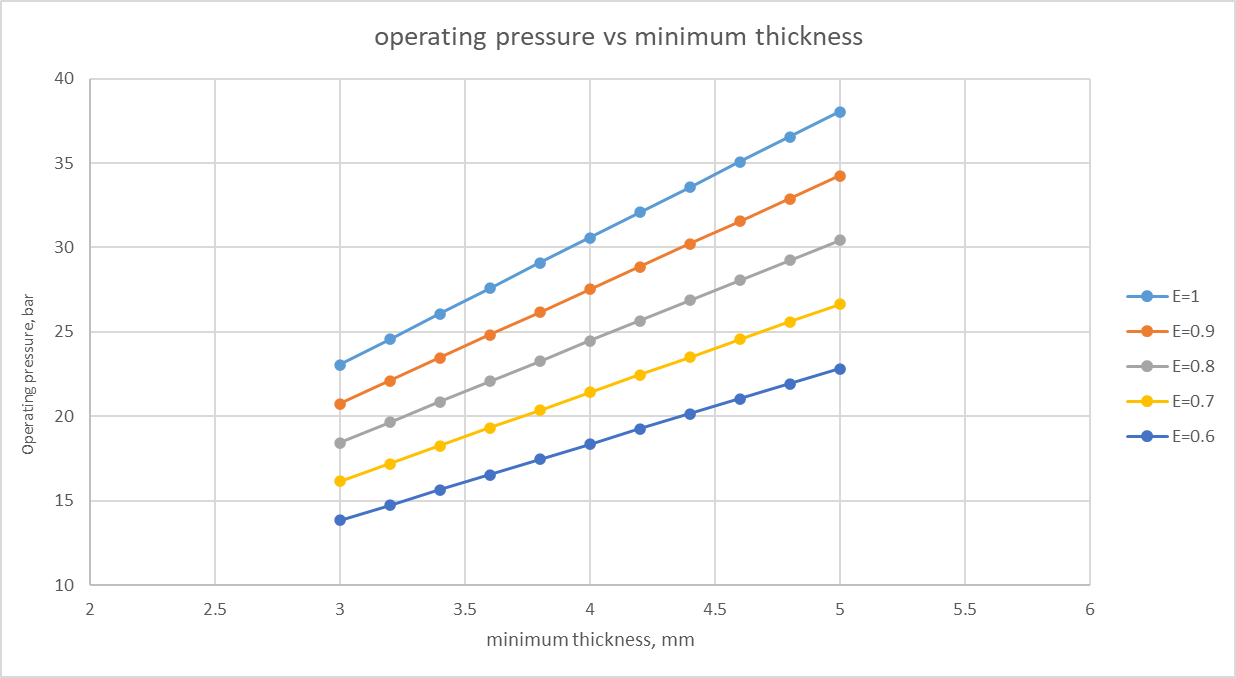 operating pressure vs minimum thickness
40
35
30
25
20
15
10
Operating pressure, bar
2 2.5 3 3.5 4 4.5 5 5.5 6
minimum thickness, mm
E=1
E=0.9
E=0.8
E=0.7
E=0.6